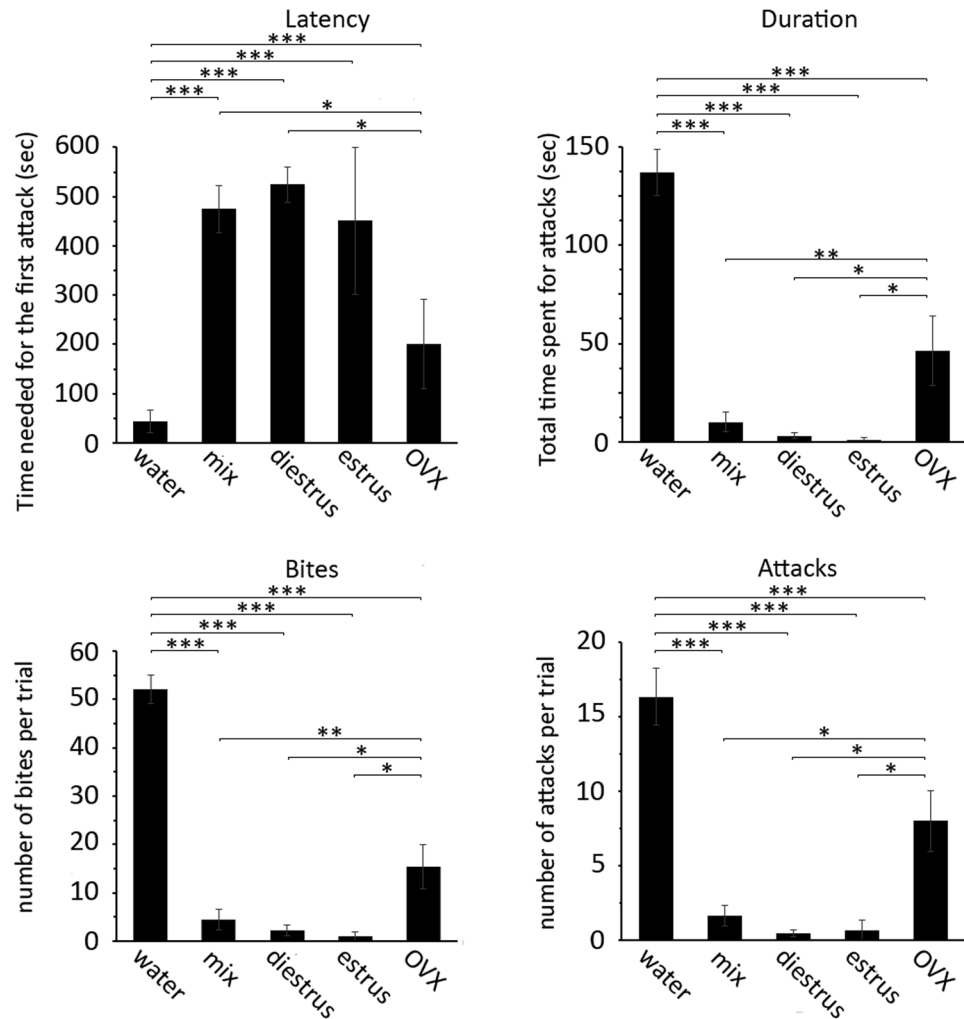 Latency
***
***
***
***
*
*
Time needed for the first attack (sec)
600
500
400
300
200
100
0
water
mix
diestrus
estrus
OVX
Duration
***
***
***
***
**
*
*
Total time spent for attacks (sec)
150
100
50
0
water
mix
diestrus
estrus
OVX
Bites
***
***
***
***
**
*
*
number of bites per trial
60
50
40
30
20
10
0
water
mix
diestrus
estrus
OVX
Attacks
***
***
***
***
*
*
*
number of attacks per trial
20
15
10
5
0
water
mix
diestrus
estrus
OVX